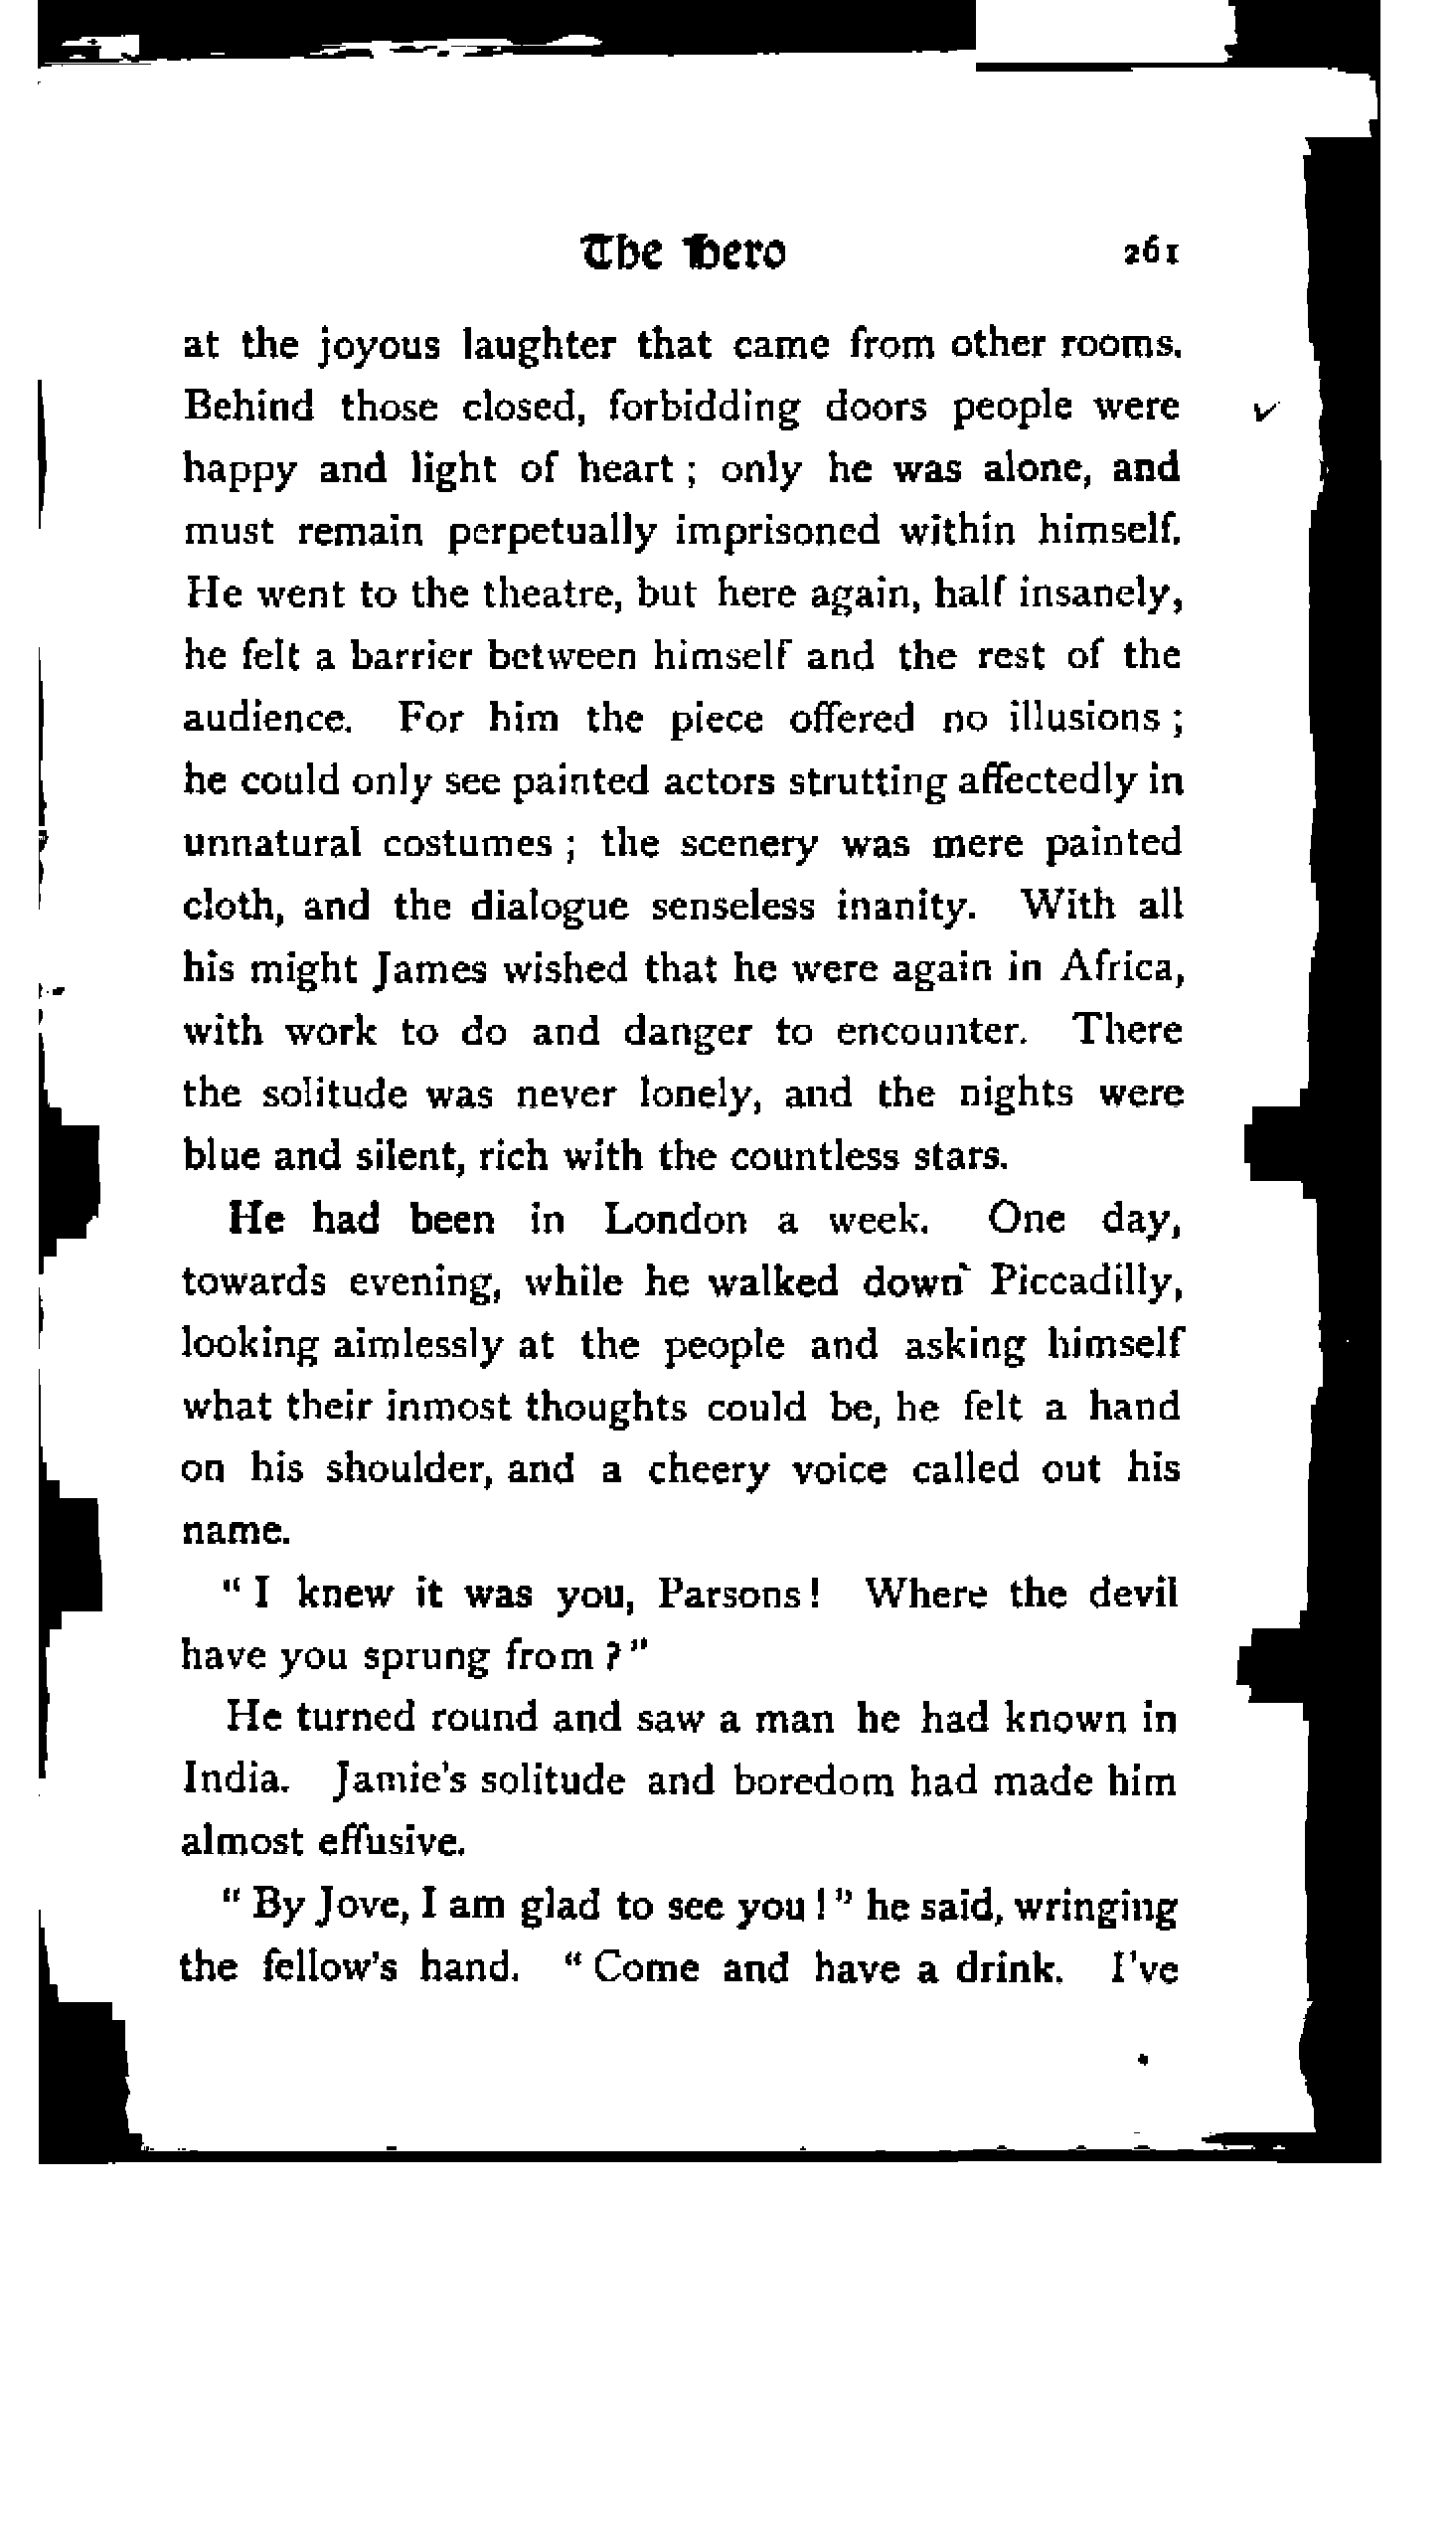 The Hero 261
at the joyous laughter that came from other rooms.
Behind those closed, forbidding doors people were
happy and light of heart ; only he was alone, and
must remain perpetually imprisoned within himself.
He went to the theatre, but here again, half insanely,
he felt a barrier between himself and the rest of the
audience. For him the piece offered no illusions ;
he could only see painted actors strutting affectedly in
unnatural costumes ; the scenery was mere painted
cloth, and the dialogue senseless inanity. With all
his might James wished that he were again in Africa,
with work to do and danger to encounter. There
the solitude was never lonely, and the nights were
blue and silent, rich with the countless stars.
He had been in London a week. One day,
towards evening, while he walked down Piccadilly,
looking aimlessly at the people and asking himself
what their inmost thoughts could be, he felt a hand
on his shoulder, and a cheery voice called out his
name.
" I knew it was you, Parsons! Where the devil
have you sprung from ? "
He turned round and saw a man he had known in
India. Jamie's solitude and boredom had made him
almost effusive.
" By Jove, I am glad to see you ! " he said, wringing
the fellow's hand. " Come and have a drink. I've